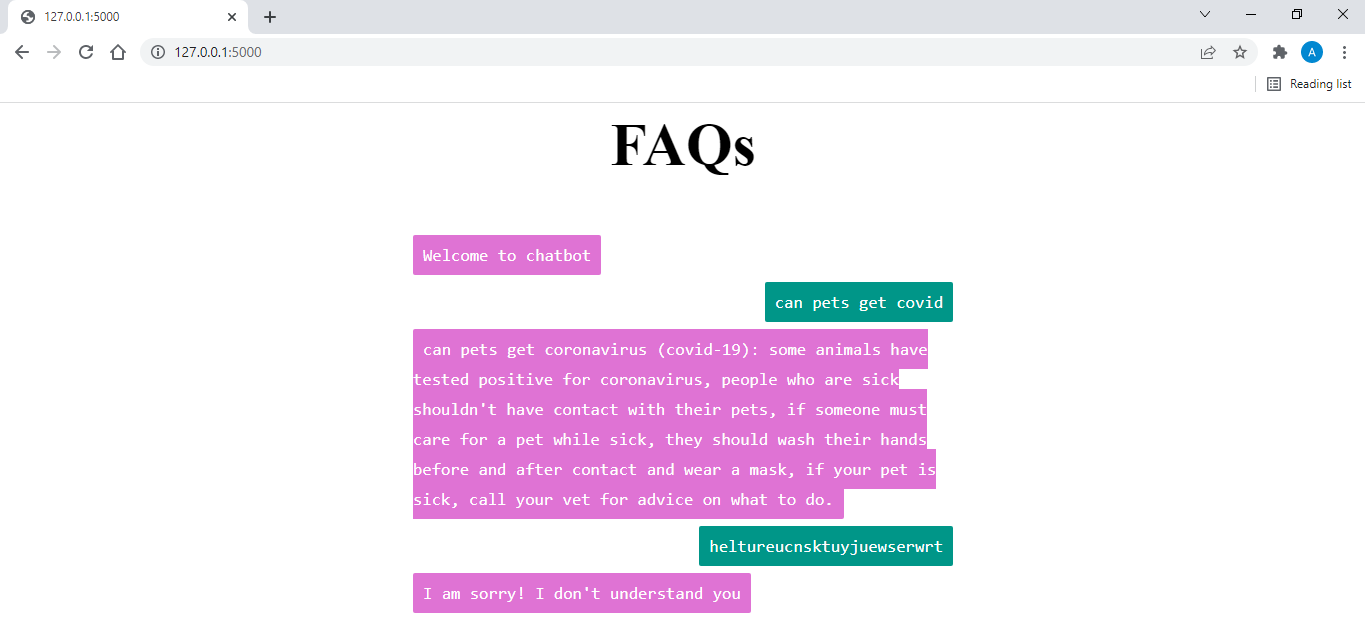 127.0.0.1:5000
127.0.0.1:5000
A
Reading list
FAQs
Welcome to chatbot
can pets get covid
can pets get coronavirus (covid-19): some animals have
tested positive for coronavirus, people who are sick
shouldn't have contact with their pets, if someone must
care for a pet while sick, they should wash their hands
before and after contact and wear a mask, if your pet is
sick, call your vet for advice on what to do.
heltureucnsktuyjuewserwrt
I am sorry! I don't understand you